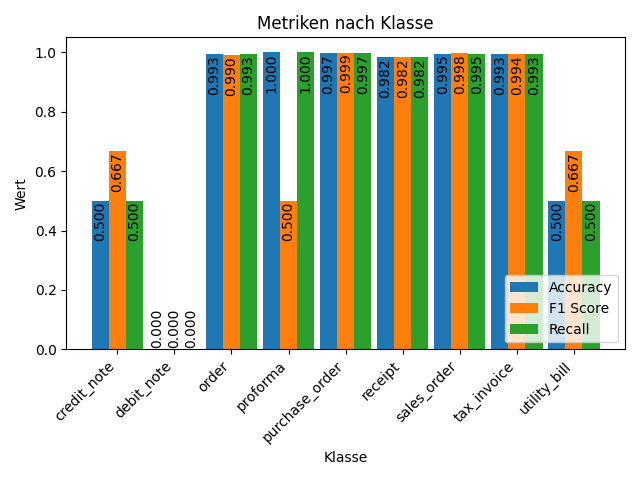 Metriken nach Klasse
Wert
1.0
0.8
0.6
0.4
0.2
0.0
0.500
0.667
0.500
0.000
0.000
0.000
0.993
0.990
0.993
1.000
0.500
1.000
0.997
0.999
0.997
0.982
0.982
0.982
0.995
0.998
0.995
0.993
0.994
0.993
0.500
0.667
0.500
Accuracy
F1 Score
Recall
credit_note
debit_note
order
proforma
purchase_order
receipt
sales_order
tax_invoice
utility_bill
Klasse